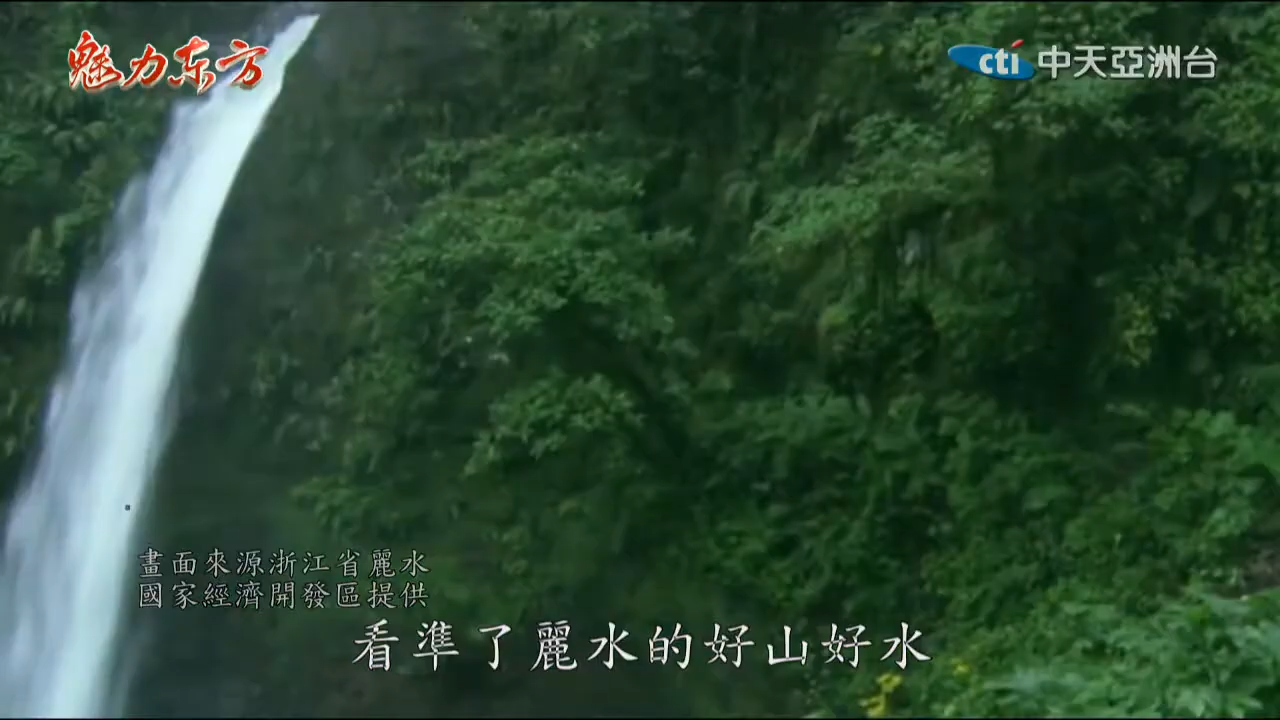 魅力东方
cti 中天亞洲台
畫面來源浙江省麗水
國家經濟開發區提供
看準了麗水的好山好水